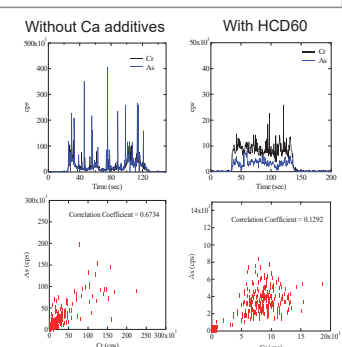 Without Ca additives
With HCD60
500x10³
400
300
200
100
0
cps
Cr
As
0 40 80 120
Time (sec)
50x10³
40
30
20
10
0
cps
Cr
As
0 50 100 150 200
Time (sec)
300x10³
250
200
150
100
50
0
As (cps)
Correlation Coefficient = 0.6734
0 50 100 150 200 250 300x10³
Cr (cps)
14x10³
12
10
8
6
4
2
0
As (cps)
Correlation Coefficient = 0.1292
0 5 10 15 20x10³